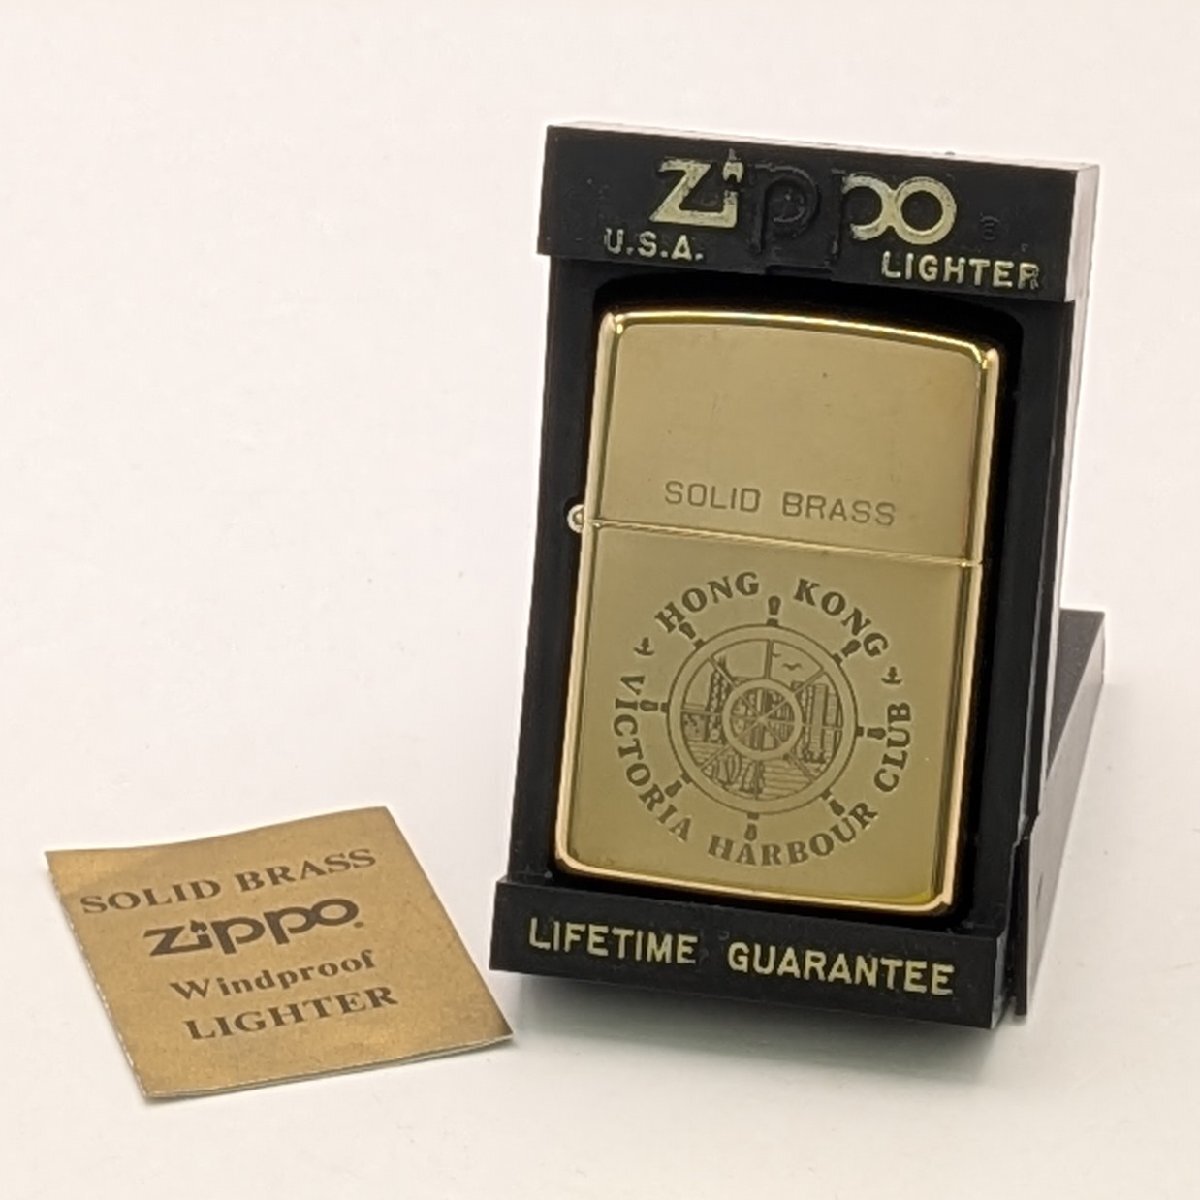 Zippo
U.S.A. LIGHTER
SOLID BRASS
HONG KONG
VICTORIA HARBOUR CLUB
LIFETIME GUARANTEE
SOLID BRASS
Zippo
Windproof
LIGHTER